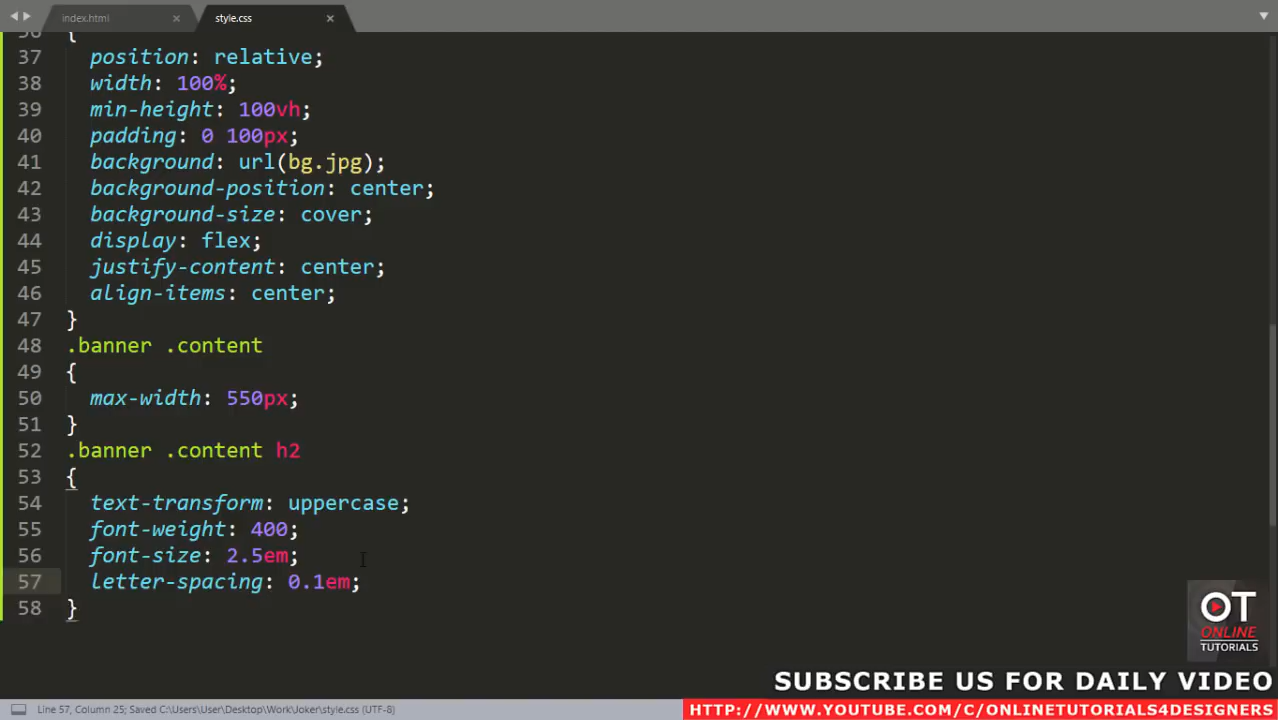 index.html × style.css ×
36 {
37 position: relative;
38 width: 100%;
39 min-height: 100vh;
40 padding: 0 100px;
41 background: url(bg.jpg);
42 background-position: center;
43 background-size: cover;
44 display: flex;
45 justify-content: center;
46 align-items: center;
47 }
48 .banner .content
49 {
50 max-width: 550px;
51 }
52 .banner .content h2
53 {
54 text-transform: uppercase;
55 font-weight: 400;
56 font-size: 2.5em;
57 letter-spacing: 0.1em;
58 }
OT
ONLINE
TUTORIALS
SUBSCRIBE US FOR DAILY VIDEO
Line 57, Column 25; Saved C:\Users\User\Desktop\Work\Joker\style.css (UTF-8)
HTTP://WWW.YOUTUBE.COM/C/ONLINETUTORIALS4DESIGNERS